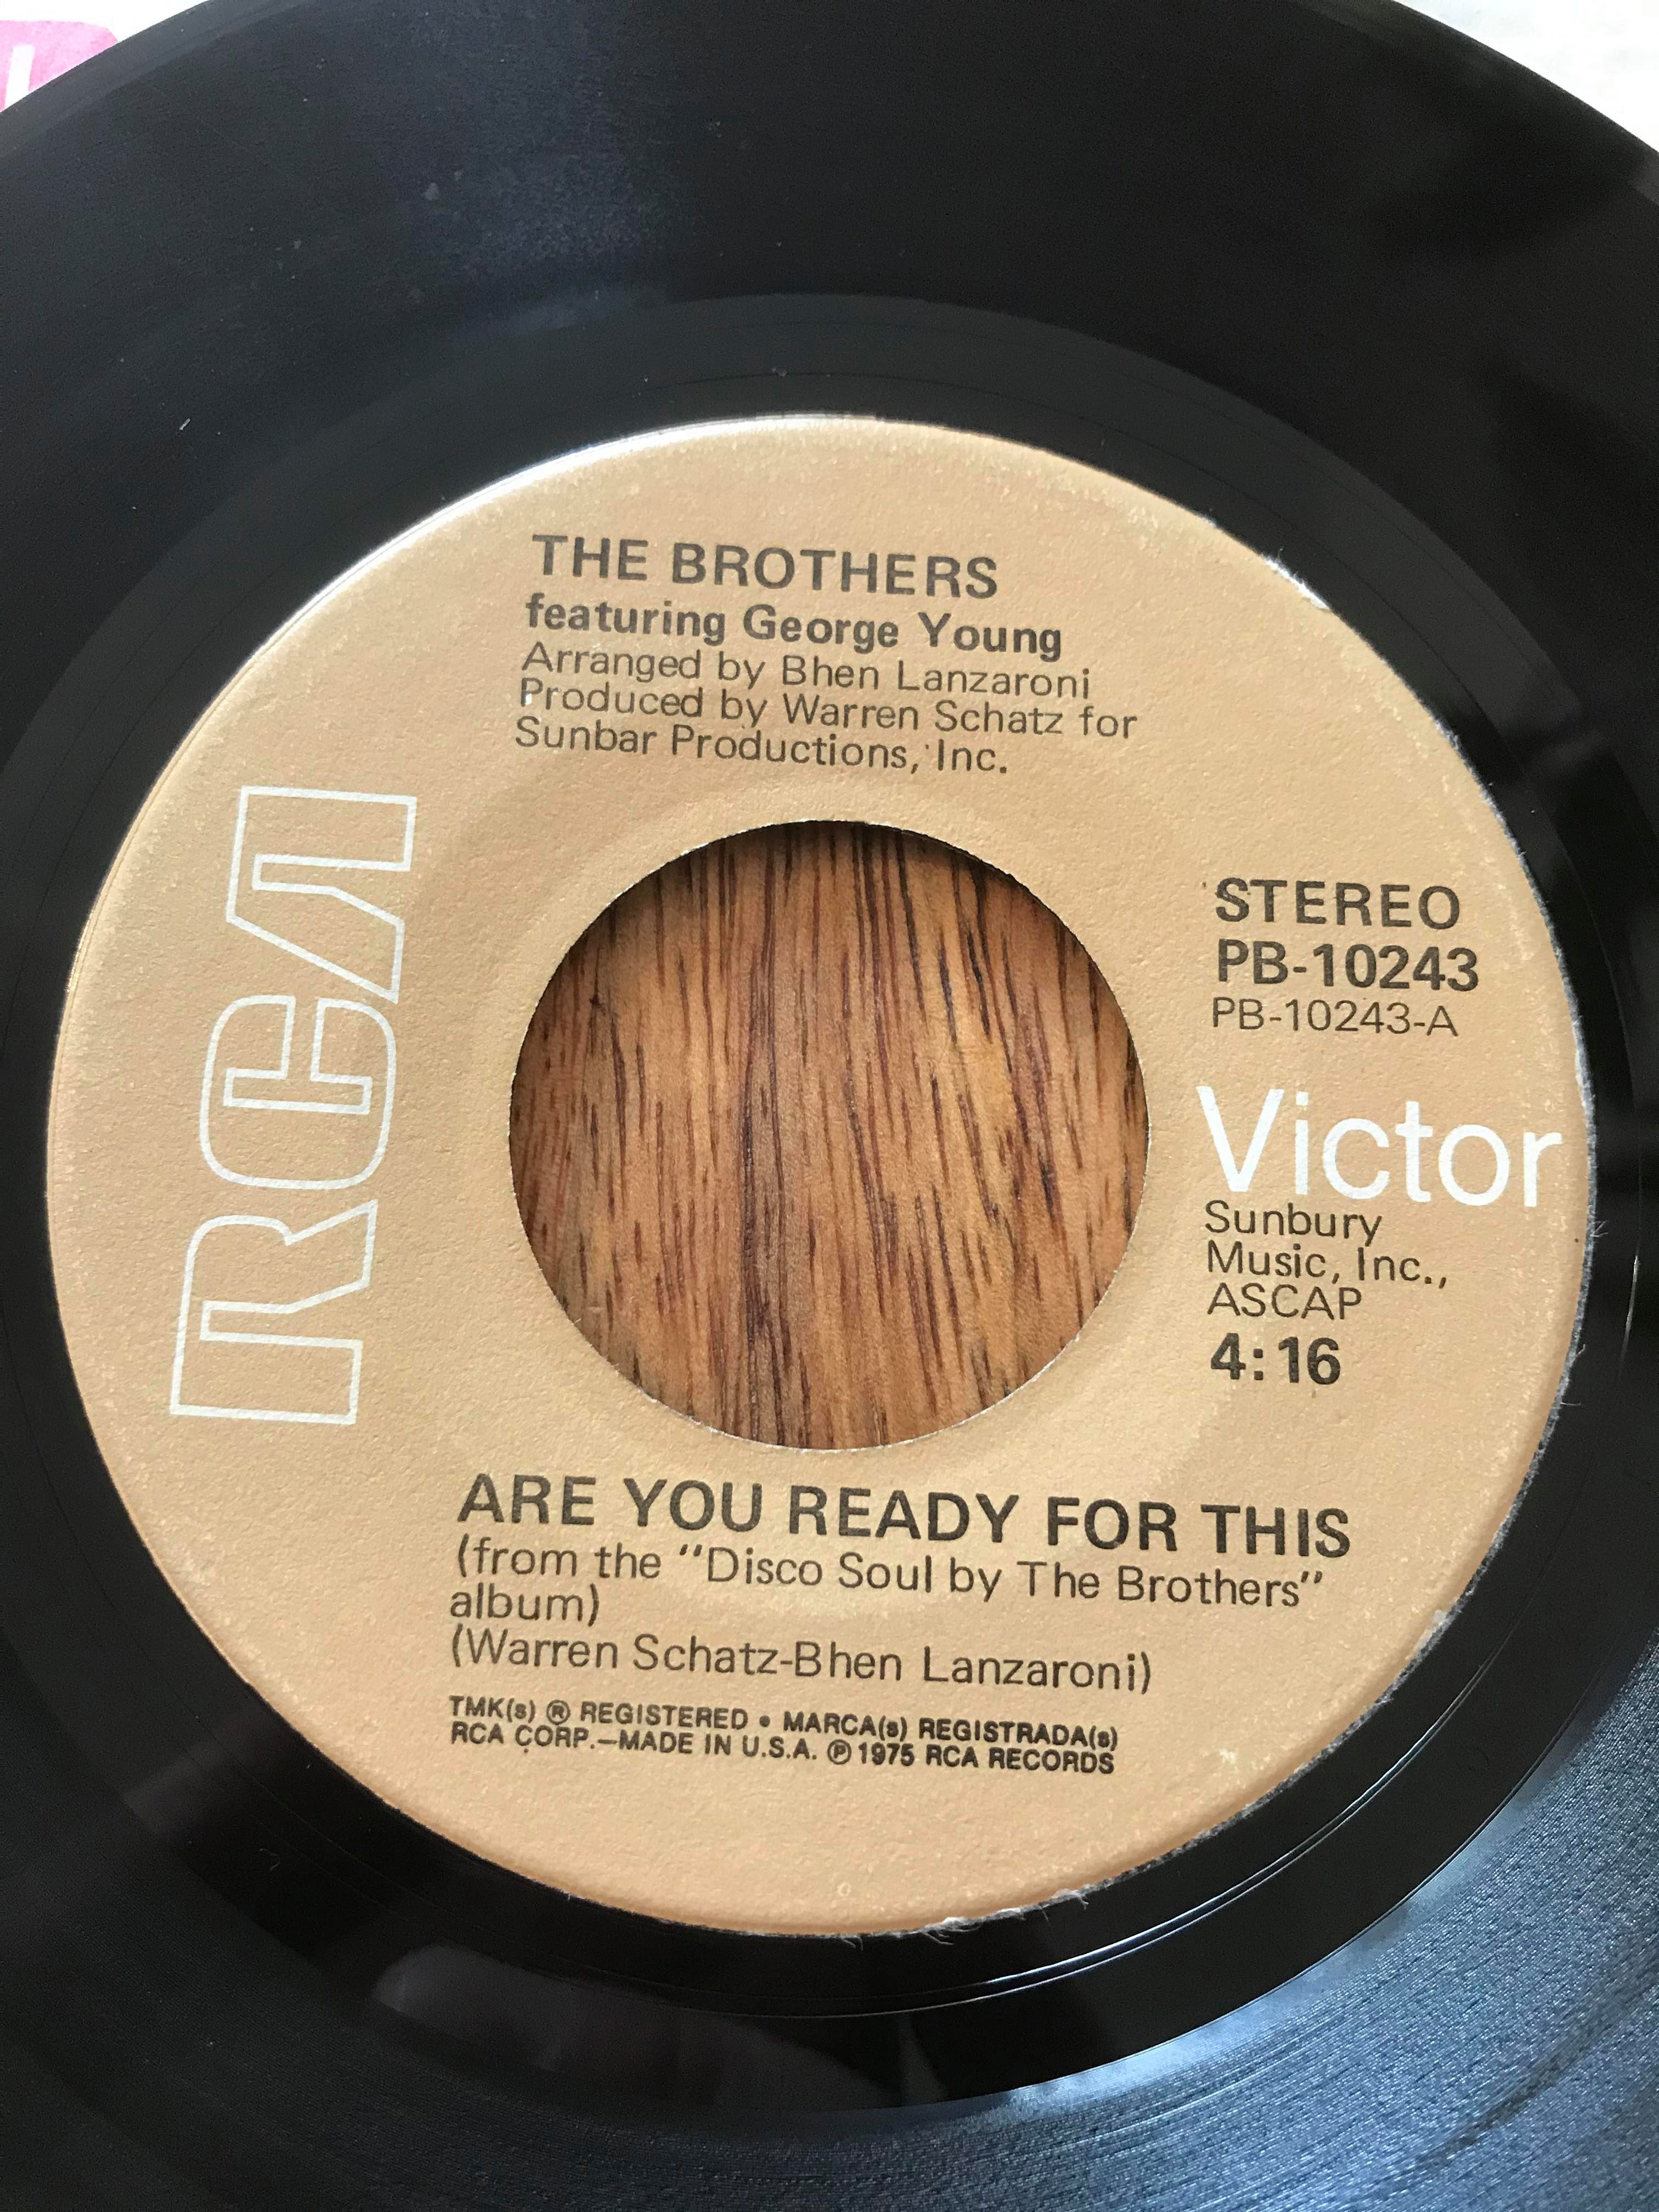 THE BROTHERS
featuring George Young
Arranged by Bhen Lanzaroni
Produced by Warren Schatz for
Sunbar Productions, Inc.
RCA
STEREO
PB-10243
PB-10243-A
Victor
Sunbury
Music, Inc.,
ASCAP
4:16
ARE YOU READY FOR THIS
(from the "Disco Soul by The Brothers"
album)
(Warren Schatz-Bhen Lanzaroni)
TMK(s) ® REGISTERED • MARCA(s) REGISTRADA(s)
RCA CORP.—MADE IN U.S.A. ℗ 1975 RCA RECORDS